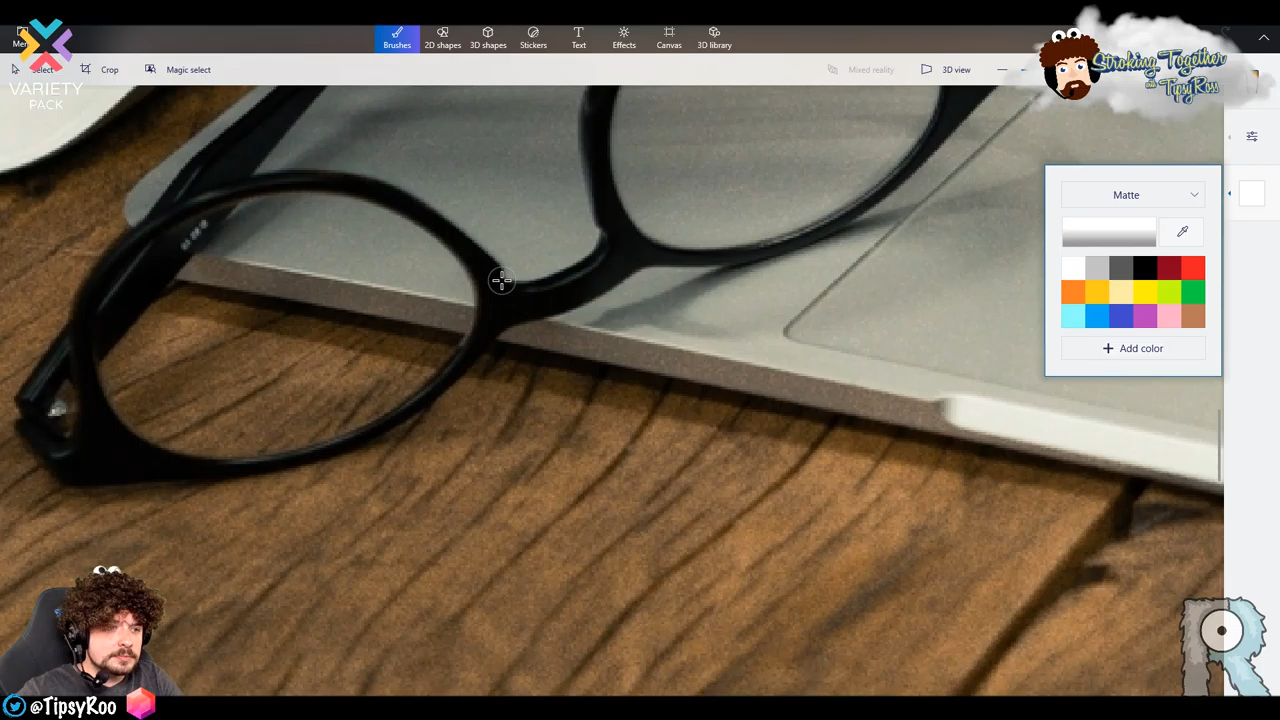 Brushes
2D shapes
3D shapes
Stickers
Text
Effects
Canvas
3D library
Select
Crop
Magic select
Mixed reality
3D view
VARIETY
PACK
Stroking Together
with TipsyRoss
Matte
+ Add color
@TipsyRoo
R